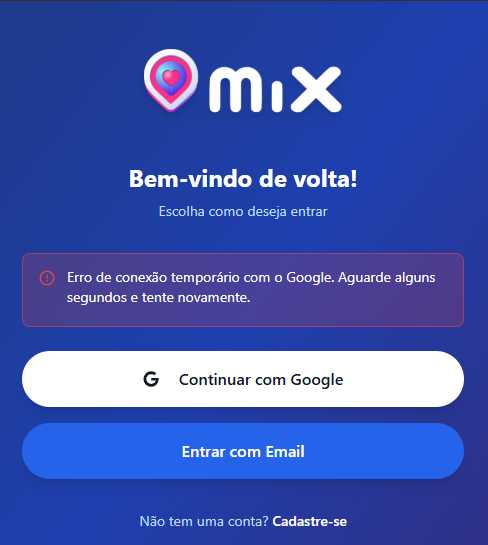 mix
Bem-vindo de volta!
Escolha como deseja entrar
Erro de conexão temporário com o Google. Aguarde alguns
segundos e tente novamente.
G Continuar com Google
Entrar com Email
Não tem uma conta? Cadastre-se